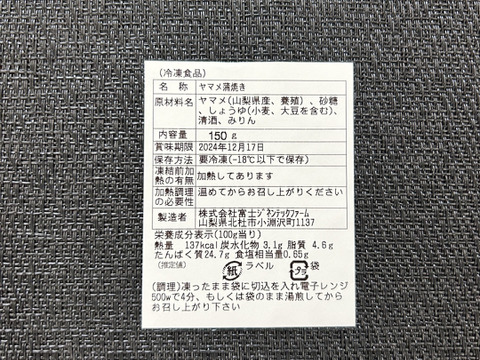 (冷凍食品)
名 称 ヤマメ蒲焼き
原材料名 ヤマメ(山梨県産、養殖)、砂糖
、しょうゆ(小麦、大豆を含む)、
清酒、みりん
内容量 150g
賞味期限 2024年12月17日
保存方法 要冷凍(-18℃以下で保存)
凍結前加熱の有無 加熱してあります
加熱調理の必要性 温めてからお召し上がりください
製造者 株式会社富士ジネンテックファーム
山梨県北杜市小淵沢町1137
栄養成分表示(100g当り)
熱量 137kcal 炭水化物 3.1g 脂質 4.6g
たんぱく質24.7g 食塩相当量0.65g
(推定値) 紙 ラベル プラ 袋
(調理)凍ったまま袋に切込を入れ電子レンジ
500wで4分、もしくは袋のまま湯煎してから
お召し上がり下さい